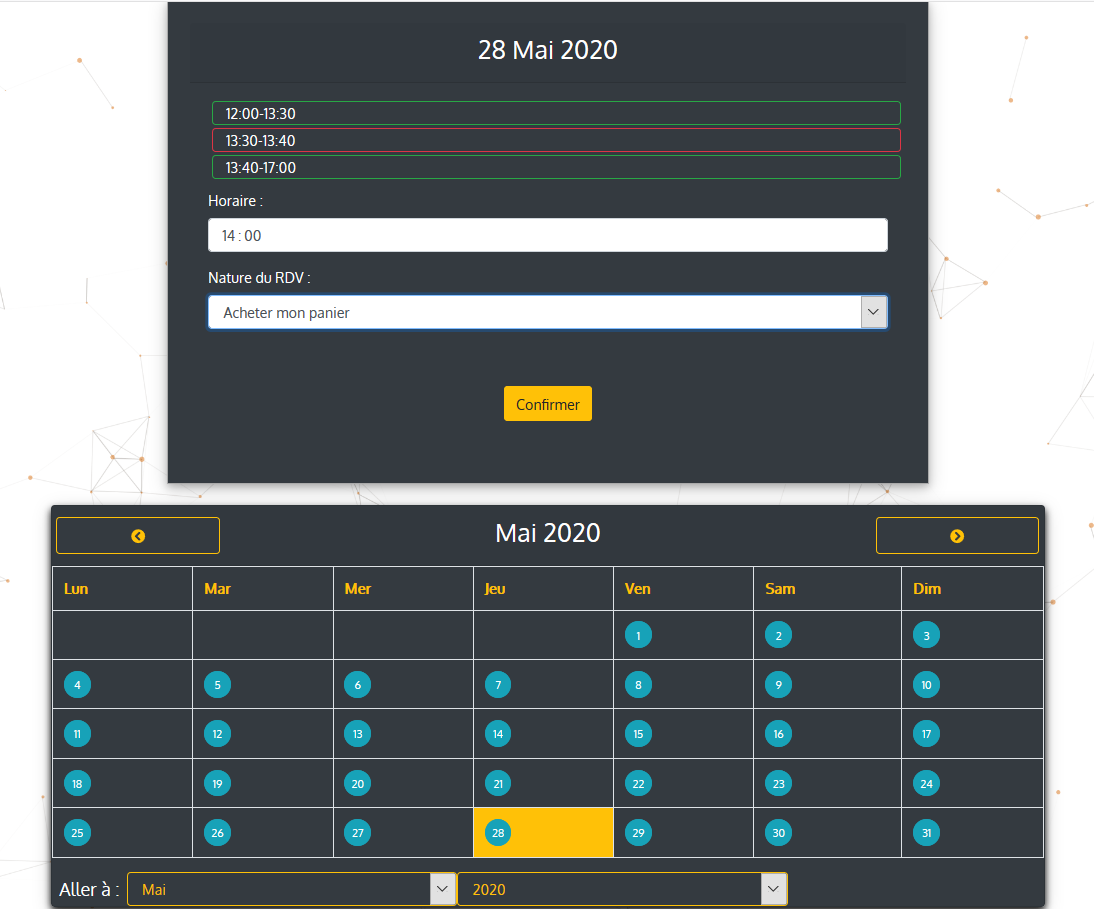 28 Mai 2020
12:00-13:30
13:30-13:40
13:40-17:00
Horaire :
14 : 00
Nature du RDV :
Acheter mon panier
Confirmer
Mai 2020
Lun Mar Mer Jeu Ven Sam Dim
1 2 3
4 5 6 7 8 9 10
11 12 13 14 15 16 17
18 19 20 21 22 23 24
25 26 27 28 29 30 31
Aller à : Mai 2020